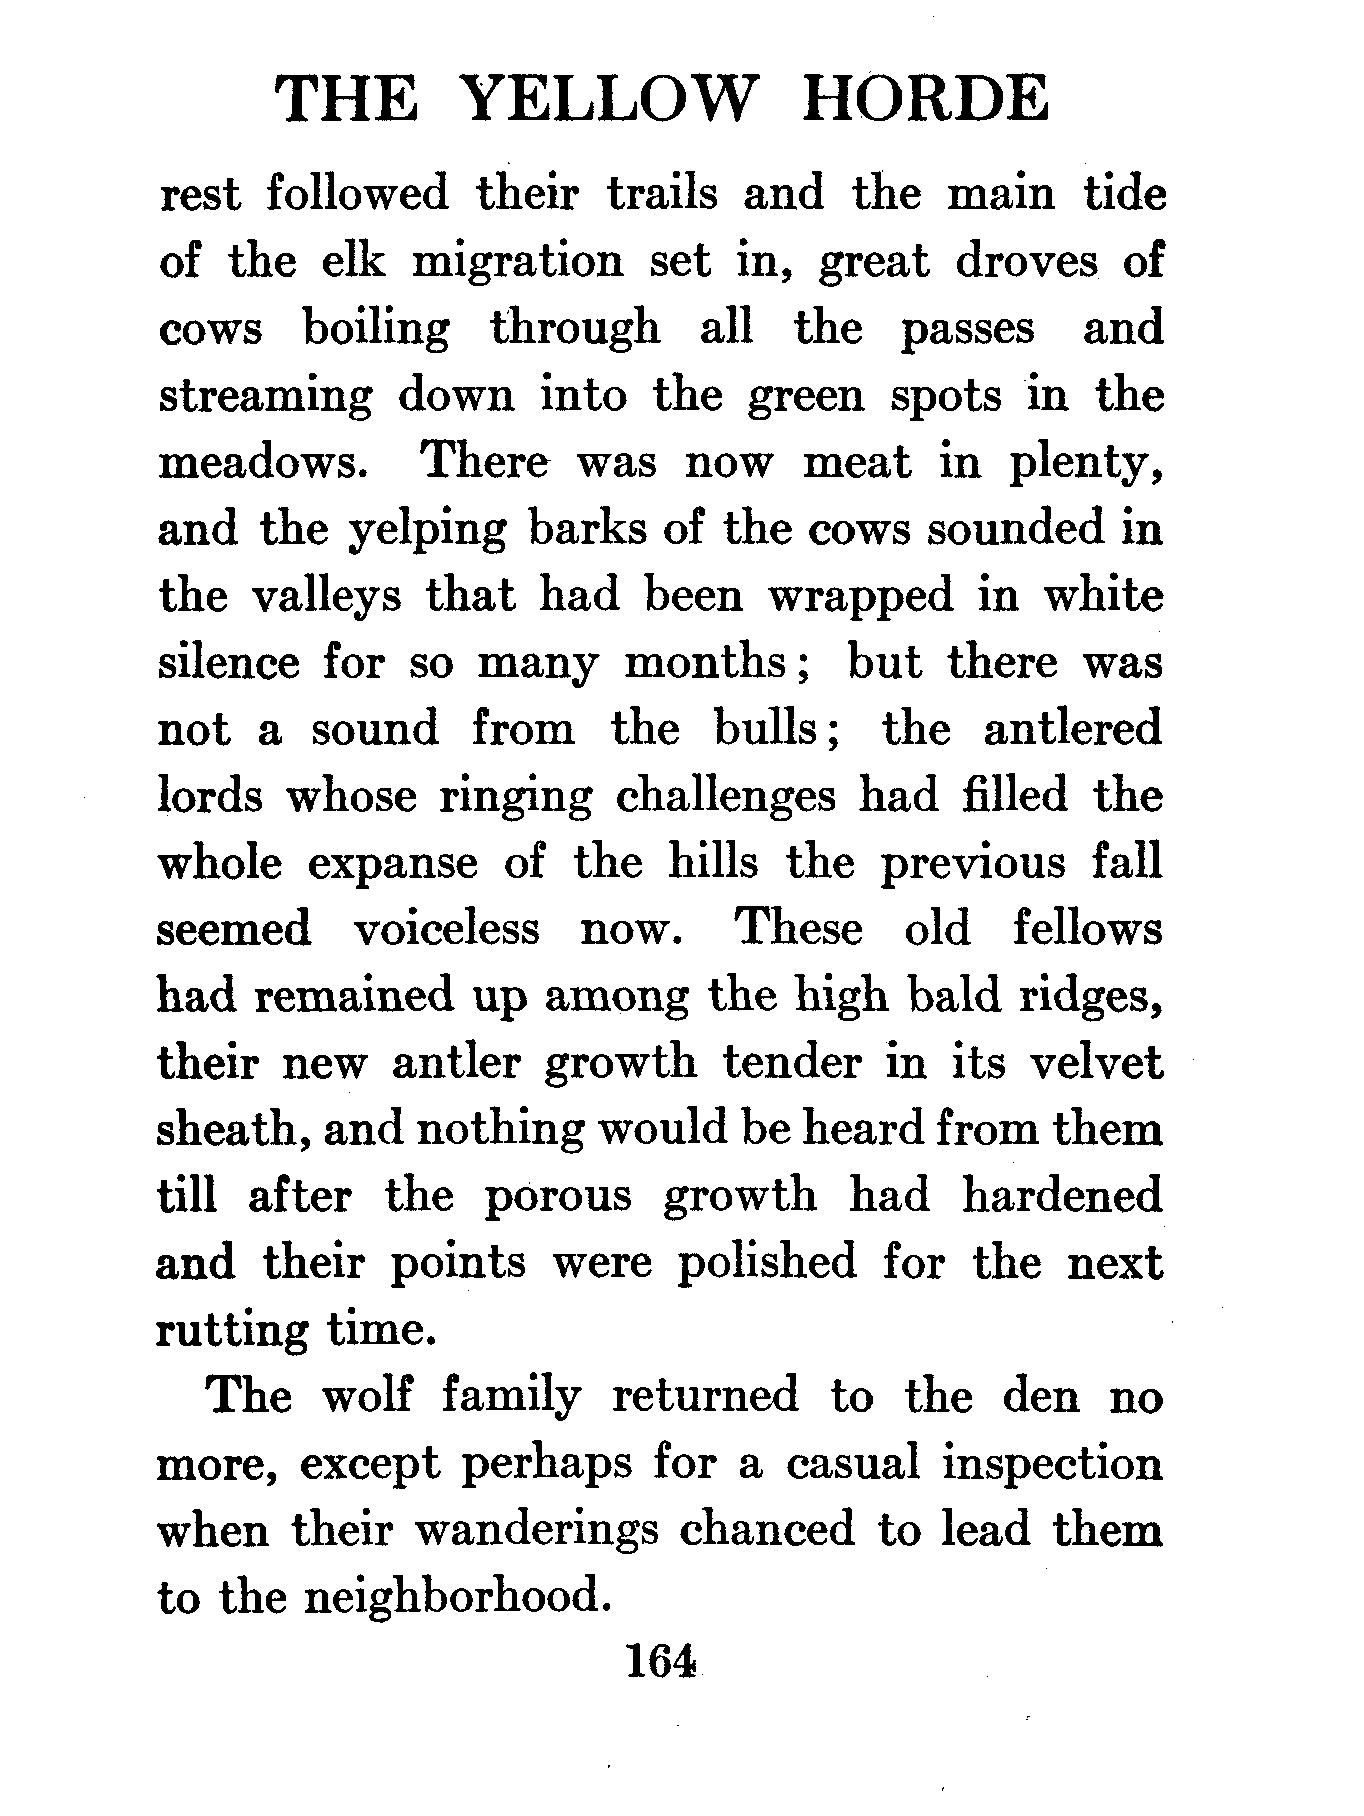 THE YELLOW HORDE
rest followed their trails and the main tide
of the elk migration set in, great droves of
cows boiling through all the passes and
streaming down into the green spots in the
meadows. There was now meat in plenty,
and the yelping barks of the cows sounded in
the valleys that had been wrapped in white
silence for so many months; but there was
not a sound from the bulls; the antlered
lords whose ringing challenges had filled the
whole expanse of the hills the previous fall
seemed voiceless now. These old fellows
had remained up among the high bald ridges,
their new antler growth tender in its velvet
sheath, and nothing would be heard from them
till after the porous growth had hardened
and their points were polished for the next
rutting time.
The wolf family returned to the den no
more, except perhaps for a casual inspection
when their wanderings chanced to lead them
to the neighborhood.
164